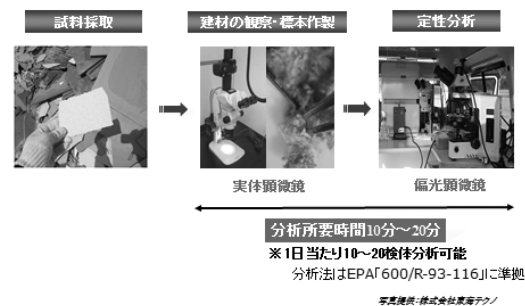 試料採取
建材の観察・標本作製
定性分析
実体顕微鏡
偏光顕微鏡
分析所要時間10分～20分
※1日当たり10～20検体分析可能
分析法はEPA｢600/R-93-116｣に準拠
写真提供：株式会社東海テクノ